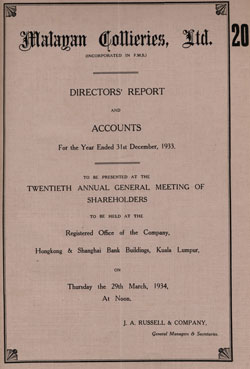 Malayan Collieries, Ltd.
20
(INCORPORATED IN F.M.S.)
DIRECTORS' REPORT
AND
ACCOUNTS
For the Year Ended 31st December, 1933.
TO BE PRESENTED AT THE
TWENTIETH ANNUAL GENERAL MEETING OF
SHAREHOLDERS
TO BE HELD AT THE
Registered Office of the Company,
Hongkong & Shanghai Bank Buildings, Kuala Lumpur,
ON
Thursday the 29th March, 1934,
At Noon.
J. A. RUSSELL & COMPANY,
General Managers & Secretaries.